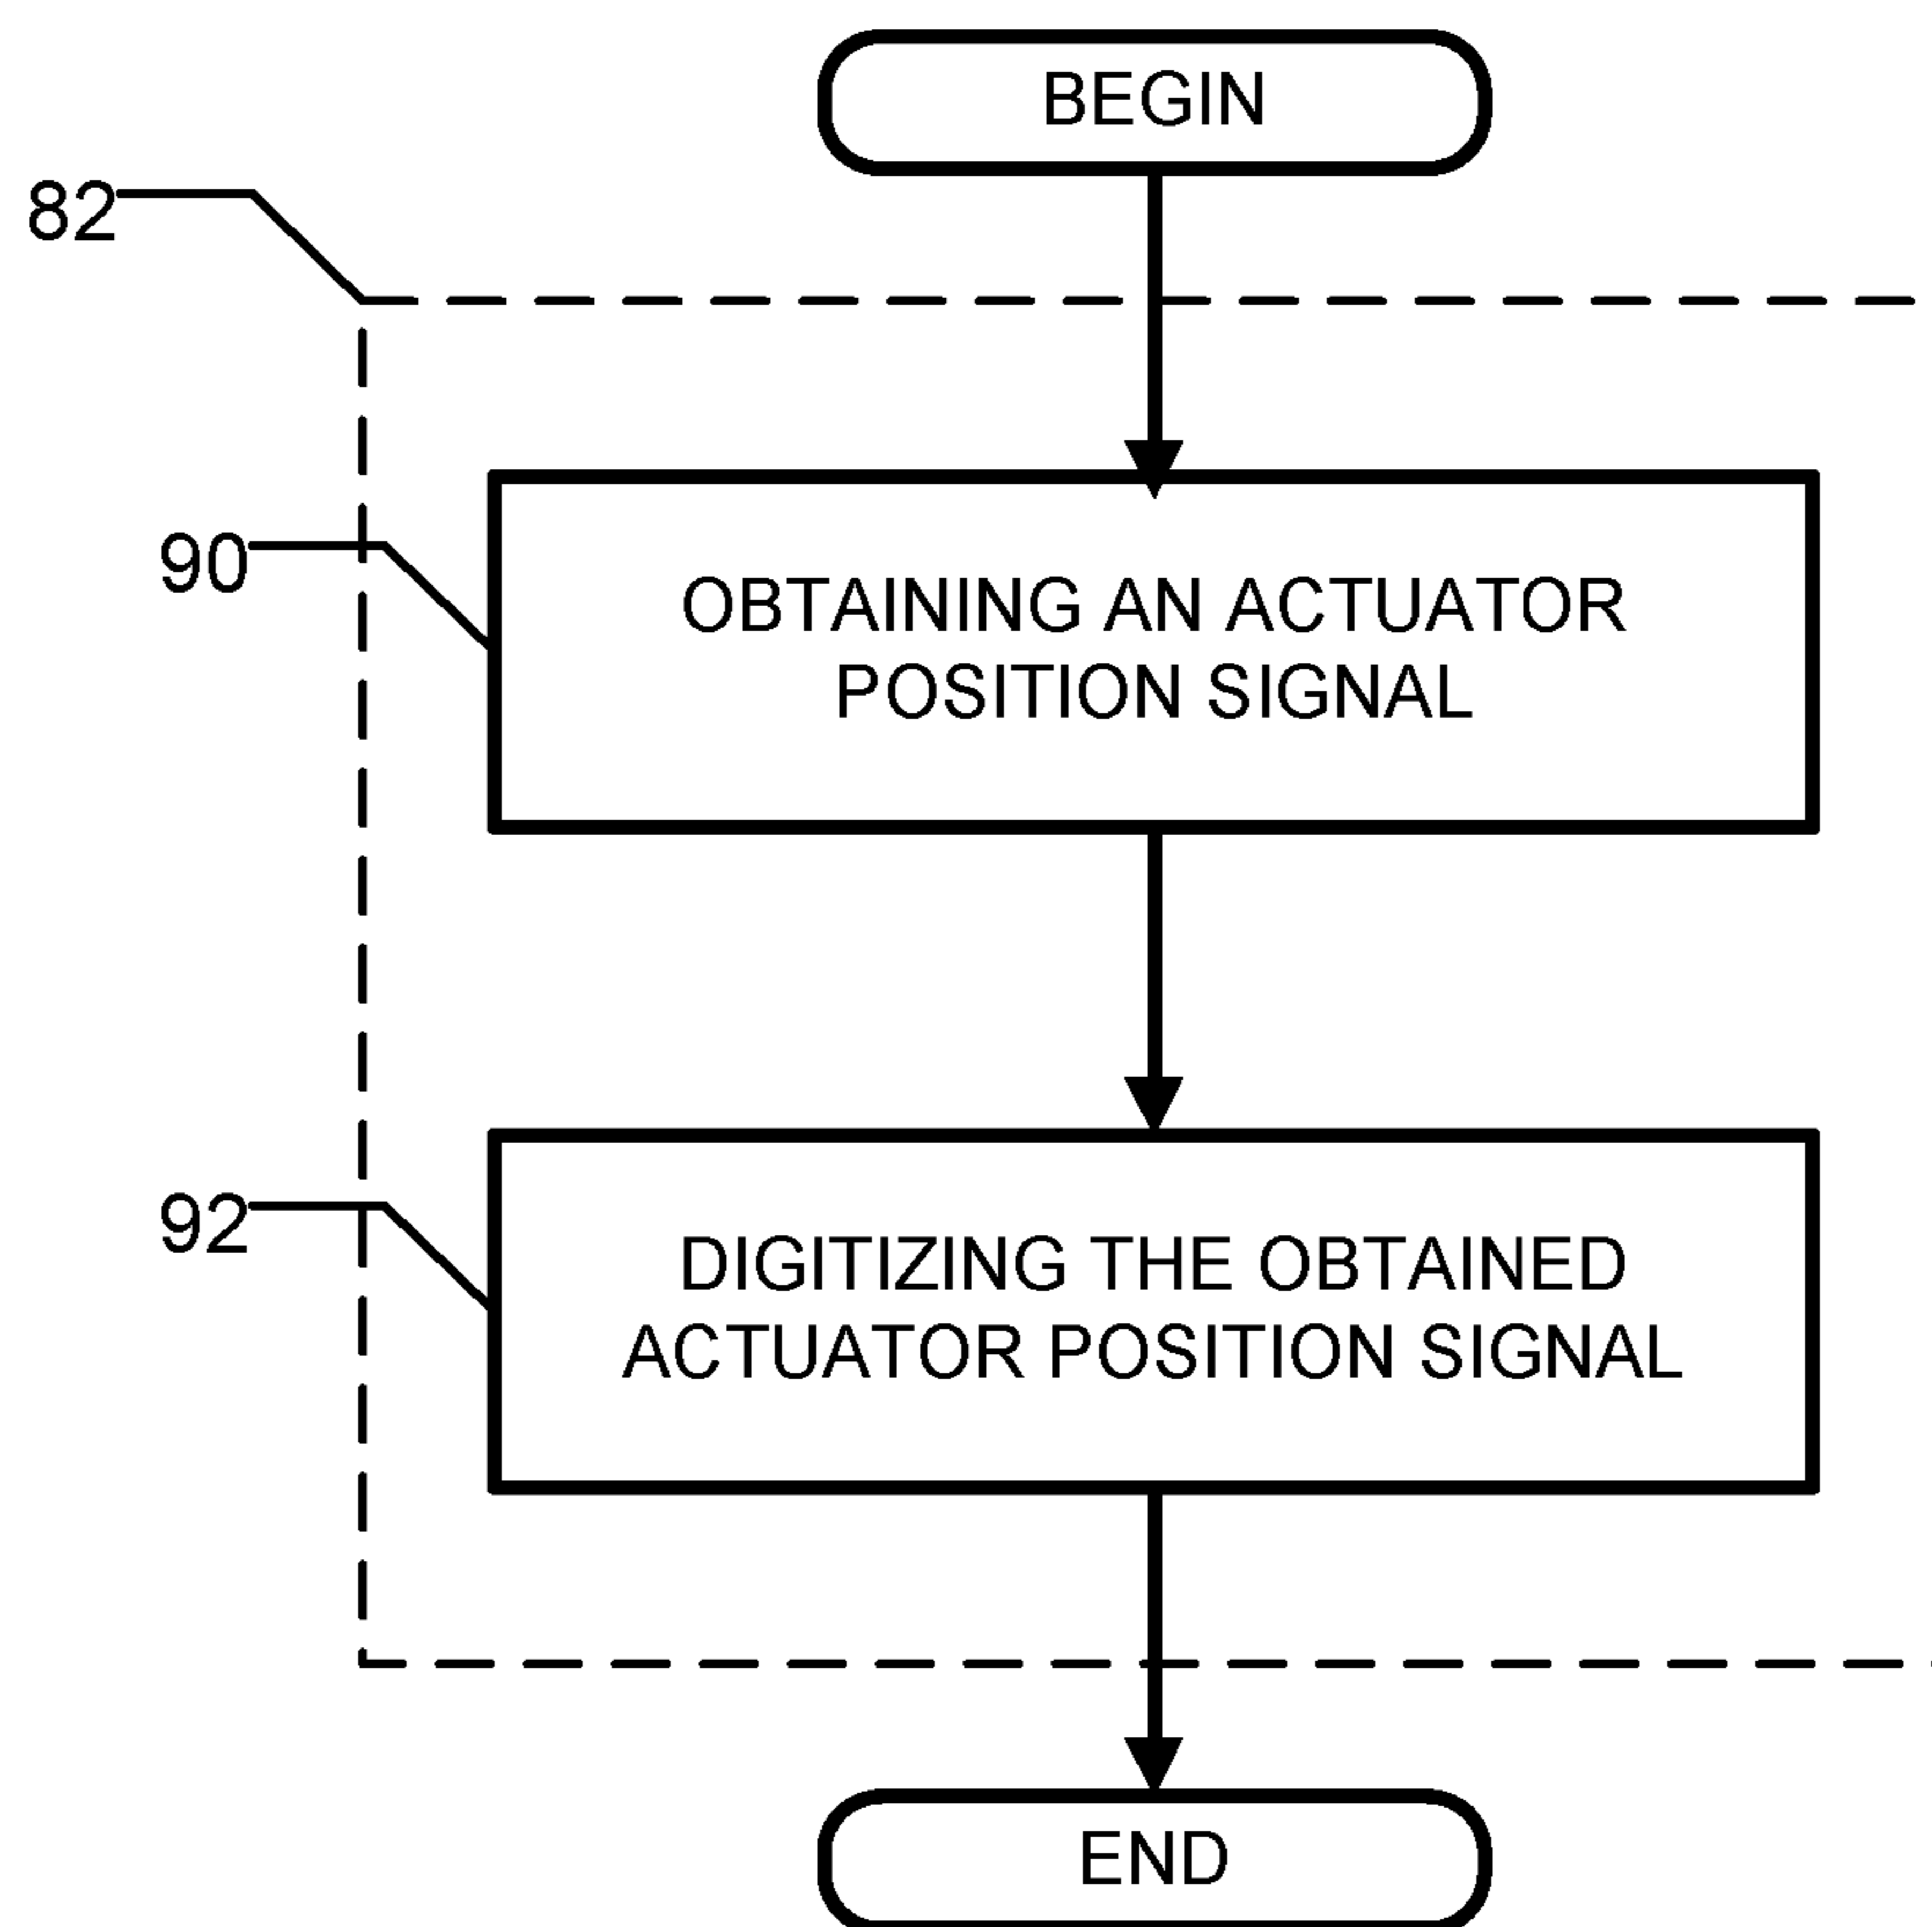 BEGIN
82
90
OBTAINING AN ACTUATOR
POSITION SIGNAL
92
DIGITIZING THE OBTAINED
ACTUATOR POSITION SIGNAL
END